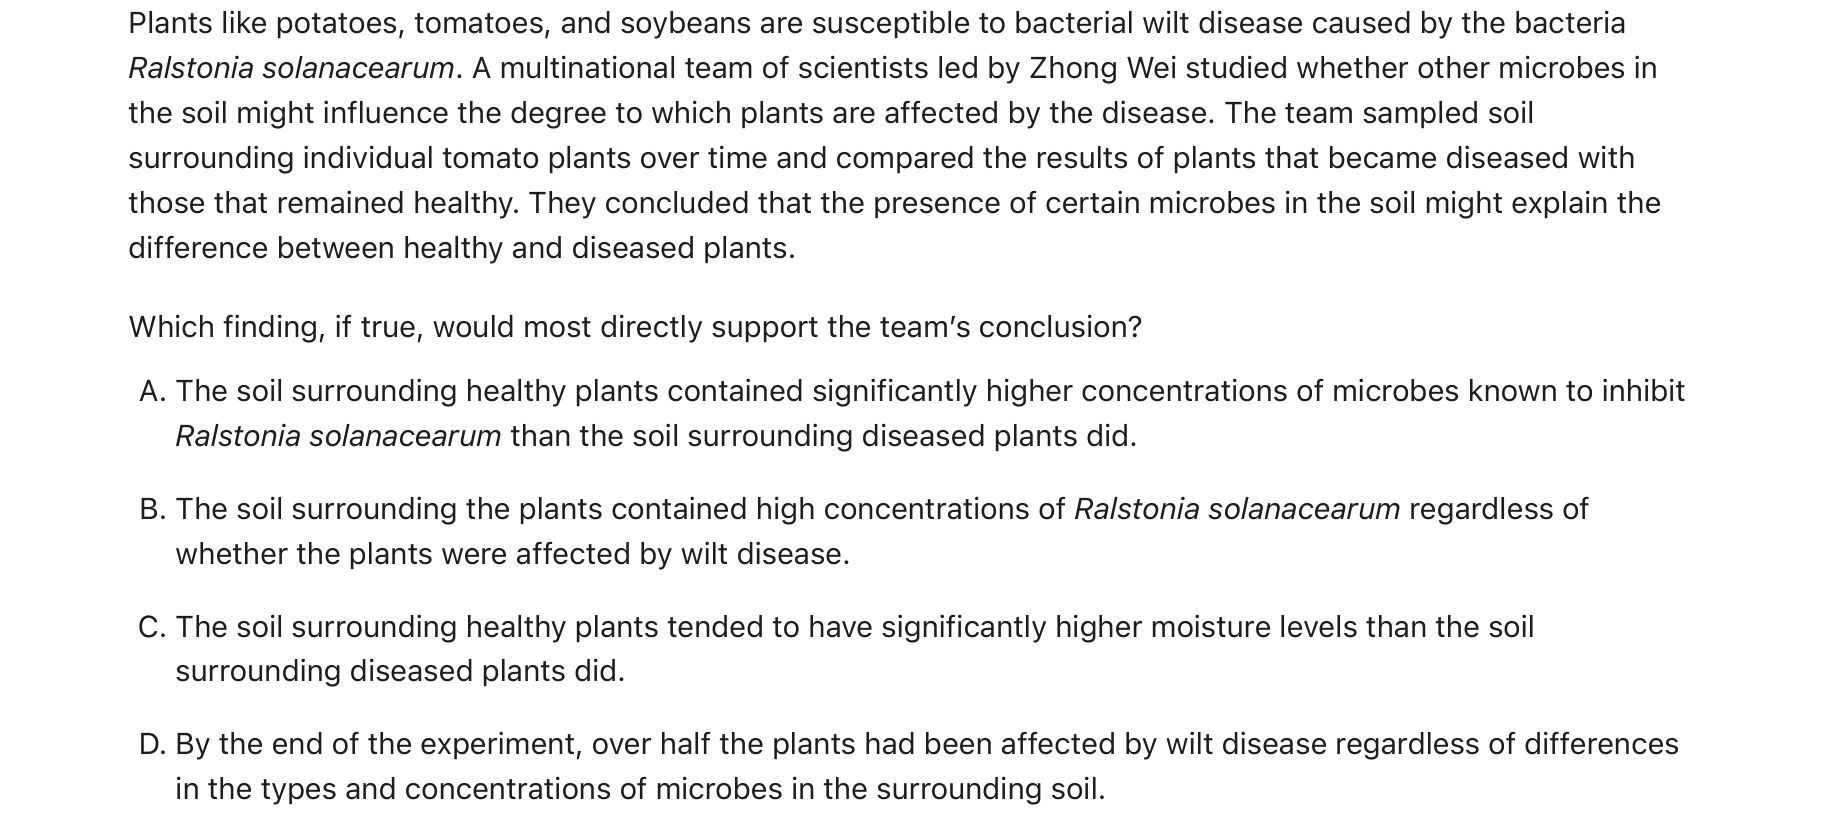 Plants like potatoes, tomatoes, and soybeans are susceptible to bacterial wilt disease caused by the bacteria
Ralstonia solanacearum. A multinational team of scientists led by Zhong Wei studied whether other microbes in
the soil might influence the degree to which plants are affected by the disease. The team sampled soil
surrounding individual tomato plants over time and compared the results of plants that became diseased with
those that remained healthy. They concluded that the presence of certain microbes in the soil might explain the
difference between healthy and diseased plants.
Which finding, if true, would most directly support the team’s conclusion?
A. The soil surrounding healthy plants contained significantly higher concentrations of microbes known to inhibit
Ralstonia solanacearum than the soil surrounding diseased plants did.
B. The soil surrounding the plants contained high concentrations of Ralstonia solanacearum regardless of
whether the plants were affected by wilt disease.
C. The soil surrounding healthy plants tended to have significantly higher moisture levels than the soil
surrounding diseased plants did.
D. By the end of the experiment, over half the plants had been affected by wilt disease regardless of differences
in the types and concentrations of microbes in the surrounding soil.